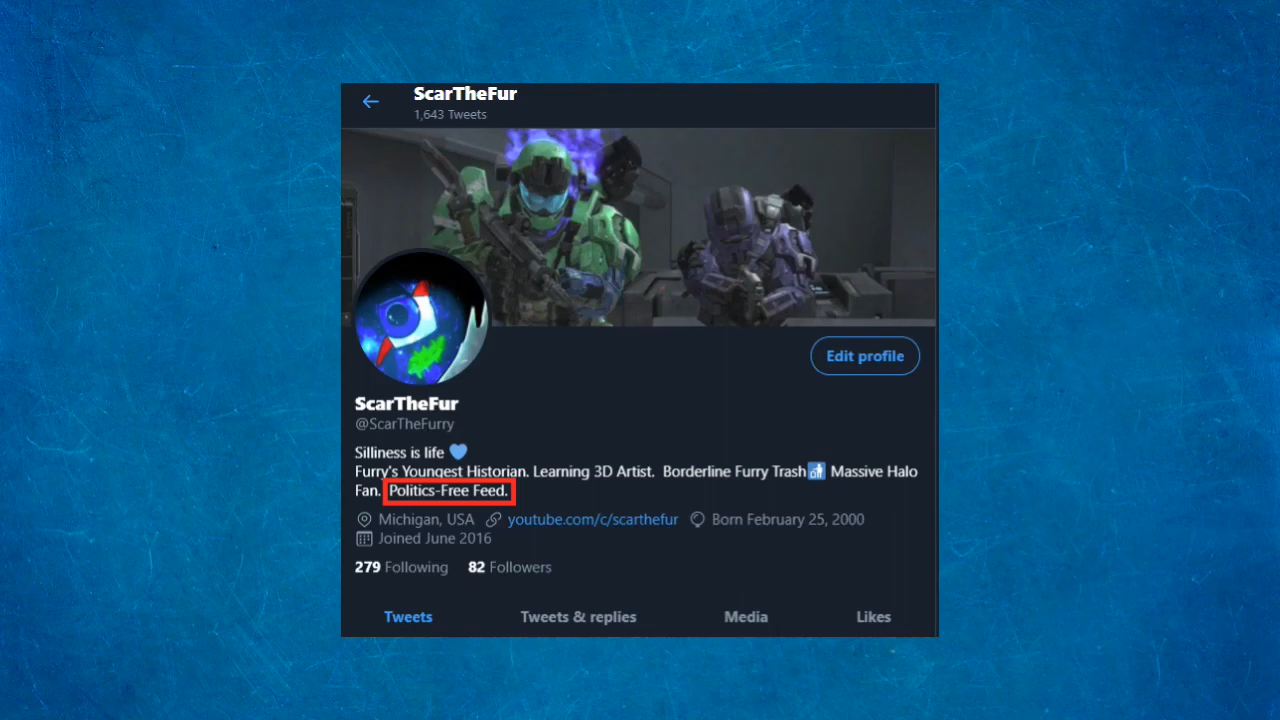 ScarTheFur
1,643 Tweets
Edit profile
ScarTheFur
@ScarTheFurry
Silliness is life 💙
Furry's Youngest Historian. Learning 3D Artist.  Borderline Furry Trash🚮 Massive Halo
Fan.  Politics-Free Feed.
Michigan, USA youtube.com/c/scarthefur Born February 25, 2000
Joined June 2016
279 Following 82 Followers
Tweets Tweets & replies Media Likes